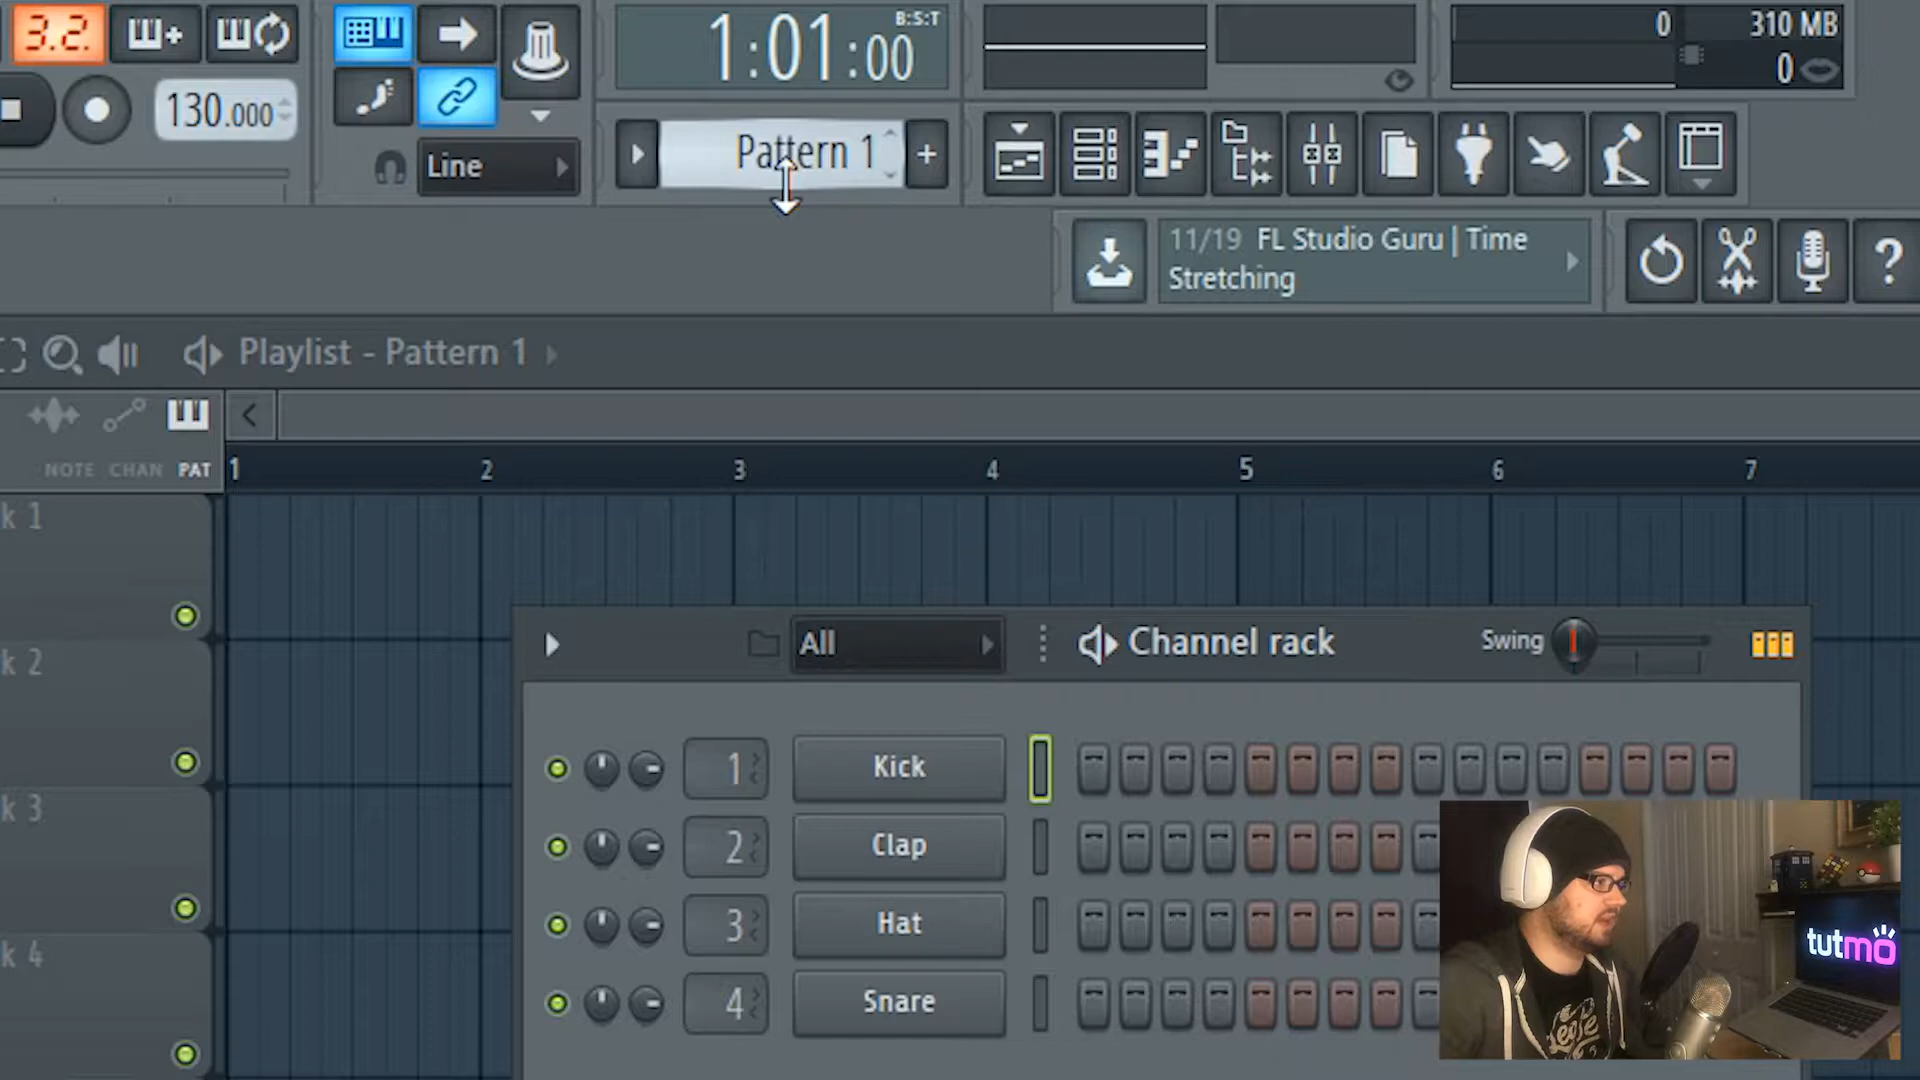 3.2.
130.000
Line
1:01:00
B:S:T
Pattern 1
+
0
310 MB
0
11/19 FL Studio Guru | Time
Stretching
?
Playlist - Pattern 1
NOTE CHAN PAT
1 2 3 4 5 6 7
k 1
k 2
k 3
k 4
All
Channel rack
Swing
1 Kick
2 Clap
3 Hat
4 Snare
tutmo